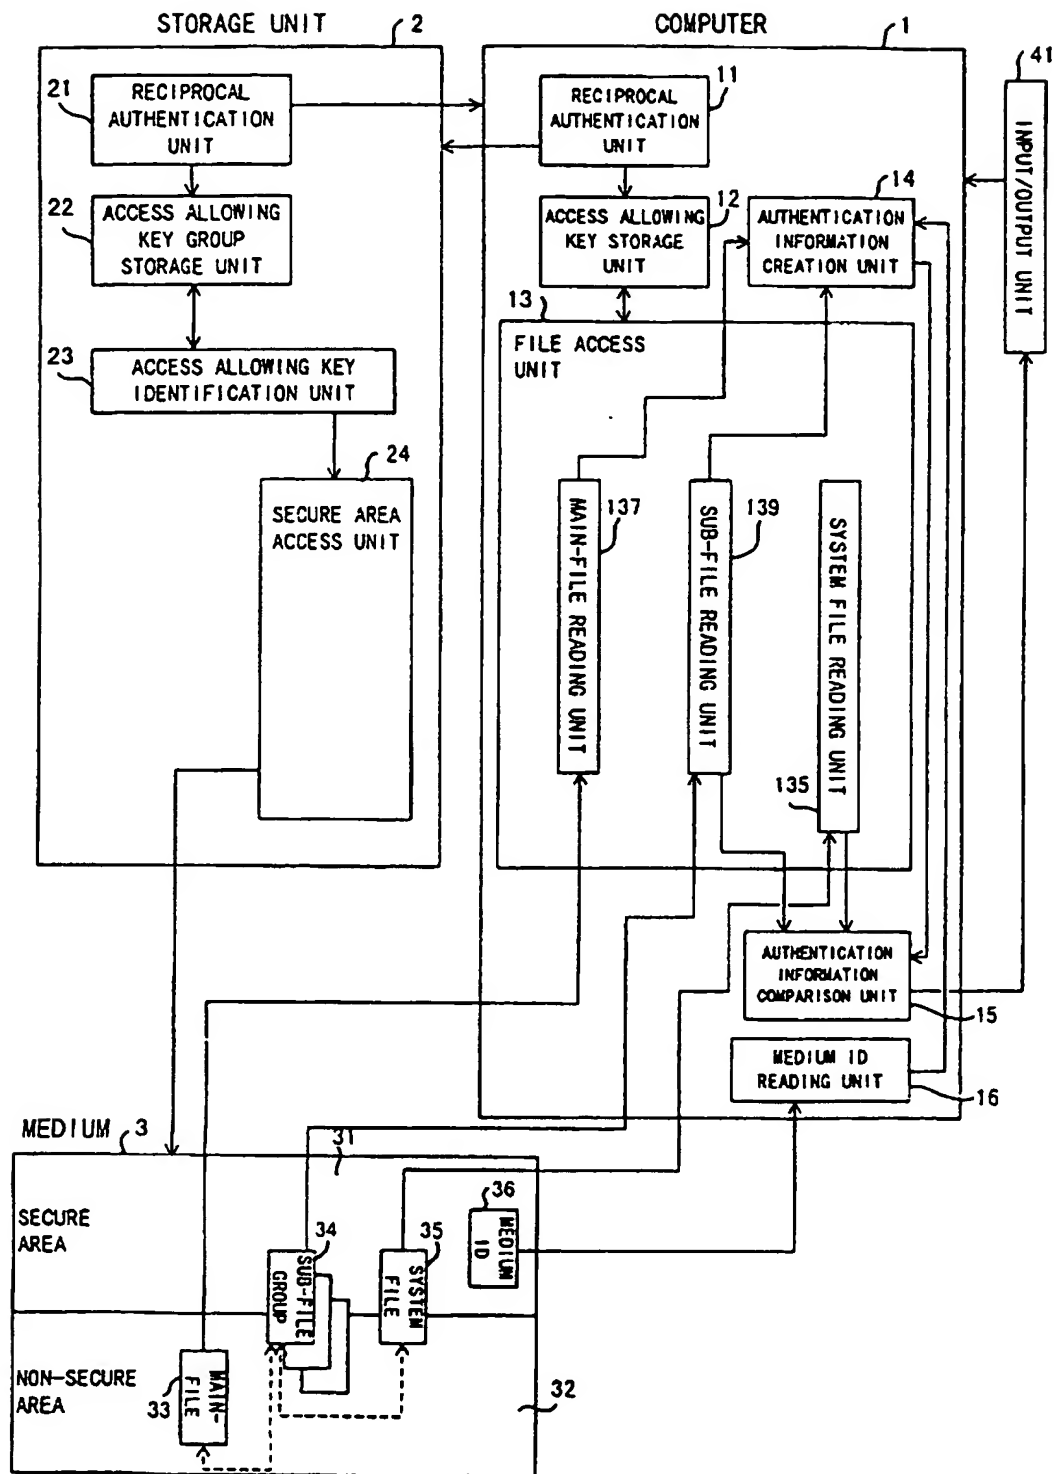 STORAGE UNIT
2
COMPUTER
1
41
21
RECIPROCAL
AUTHENTICATION
UNIT
11
RECIPROCAL
AUTHENTICATION
UNIT
INPUT/OUTPUT UNIT
22
ACCESS ALLOWING
KEY GROUP
STORAGE UNIT
12
ACCESS ALLOWING
KEY STORAGE
UNIT
14
AUTHENTICATION
INFORMATION
CREATION UNIT
13
FILE ACCESS
UNIT
23
ACCESS ALLOWING KEY
IDENTIFICATION UNIT
24
SECURE AREA
ACCESS UNIT
137
MAIN-FILE READING UNIT
139
SUB-FILE READING UNIT
SYSTEM FILE READING UNIT
135
AUTHENTICATION
INFORMATION
COMPARISON UNIT
15
MEDIUM ID
READING UNIT
16
MEDIUM
3
31
SECURE
AREA
34
SUB-FILE
GROUP
35
SYSTEM
FILE
36
MEDIUM
ID
NON-SECURE
AREA
33
MAIN-
FILE
32